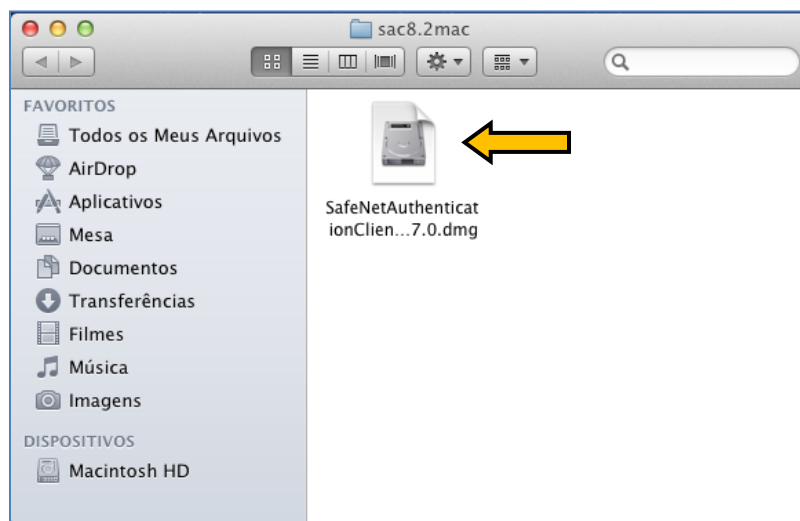 sac8.2mac
FAVORITOS
Todos os Meus Arquivos
AirDrop
Aplicativos
Mesa
Documentos
Transferências
Filmes
Música
Imagens
DISPOSITIVOS
Macintosh HD
SafeNetAuthenticat
ionClien...7.0.dmg